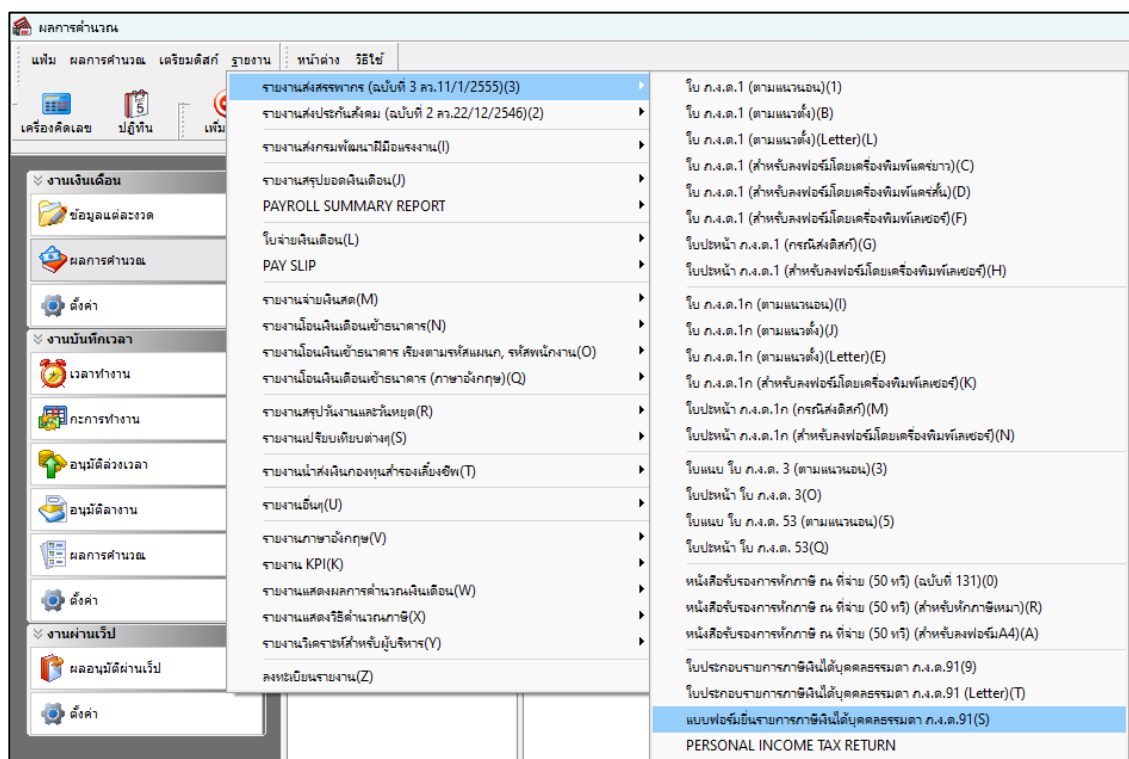 ผลการคำนวณ
แฟ้ม ผลการคำนวณ เตรียมดิสก์ รายงาน หน้าต่าง วิธีใช้
เครื่องคิดเลข ปฏิทิน เพิ่ม
งานเงินเดือน
ข้อมูลแต่ละงวด
ผลการคำนวณ
ตั้งค่า
งานบันทึกเวลา
เวลาทำงาน
กะการทำงาน
อนุมัติล่วงเวลา
อนุมัติลางาน
ผลการคำนวณ
ตั้งค่า
งานผ่านเว็ป
ผลอนุมัติผ่านเว็ป
ตั้งค่า
รายงานส่งสรรพากร (ฉบับที่ 3 ลว.11/1/2555)(3)
รายงานส่งประกันสังคม (ฉบับที่ 2 ลว.22/12/2546)(2)
รายงานส่งกรมพัฒนาฝีมือแรงงาน(I)
รายงานสรุปยอดเงินเดือน(J)
PAYROLL SUMMARY REPORT
ใบจ่ายเงินเดือน(L)
PAY SLIP
รายงานจ่ายเงินสด(M)
รายงานโอนเงินเดือนเข้าธนาคาร(N)
รายงานโอนเงินเข้าธนาคาร เรียงตามรหัสแผนก, รหัสพนักงาน(O)
รายงานโอนเงินเดือนเข้าธนาคาร (ภาษาอังกฤษ)(Q)
รายงานสรุปวันงานและวันหยุด(R)
รายงานเปรียบเทียบต่างๆ(S)
รายงานนำส่งเงินกองทุนสำรองเลี้ยงชีพ(T)
รายงานอื่นๆ(U)
รายงานภาษาอังกฤษ(V)
รายงาน KPI(K)
รายงานแสดงผลการคำนวณเงินเดือน(W)
รายงานแสดงวิธีคำนวณภาษี(X)
รายงานวิเคราะห์สำหรับผู้บริหาร(Y)
ลงทะเบียนรายงาน(Z)
ใบ ภ.ง.ด.1 (ตามแนวนอน)(1)
ใบ ภ.ง.ด.1 (ตามแนวตั้ง)(B)
ใบ ภ.ง.ด.1 (ตามแนวตั้ง)(Letter)(L)
ใบ ภ.ง.ด.1 (สำหรับลงฟอร์มโดยเครื่องพิมพ์แคร่ยาว)(C)
ใบ ภ.ง.ด.1 (สำหรับลงฟอร์มโดยเครื่องพิมพ์แคร่สั้น)(D)
ใบ ภ.ง.ด.1 (สำหรับลงฟอร์มโดยเครื่องพิมพ์เลเซอร์)(F)
ใบปะหน้า ภ.ง.ด.1 (กรณีส่งดิสก์)(G)
ใบปะหน้า ภ.ง.ด.1 (สำหรับลงฟอร์มโดยเครื่องพิมพ์เลเซอร์)(H)
ใบ ภ.ง.ด.1ก (ตามแนวนอน)(I)
ใบ ภ.ง.ด.1ก (ตามแนวตั้ง)(J)
ใบ ภ.ง.ด.1ก (ตามแนวตั้ง)(Letter)(E)
ใบ ภ.ง.ด.1ก (สำหรับลงฟอร์มโดยเครื่องพิมพ์เลเซอร์)(K)
ใบปะหน้า ภ.ง.ด.1ก (กรณีส่งดิสก์)(M)
ใบปะหน้า ภ.ง.ด.1ก (สำหรับลงฟอร์มโดยเครื่องพิมพ์เลเซอร์)(N)
ใบแนบ ใบ ภ.ง.ด. 3 (ตามแนวนอน)(3)
ใบปะหน้า ใบ ภ.ง.ด. 3(O)
ใบแนบ ใบ ภ.ง.ด. 53 (ตามแนวนอน)(5)
ใบปะหน้า ใบ ภ.ง.ด. 53(Q)
หนังสือรับรองการหักภาษี ณ ที่จ่าย (50 ทวิ) (ฉบับที่ 131)(0)
หนังสือรับรองการหักภาษี ณ ที่จ่าย (50 ทวิ) (สำหรับหักภาษีเหมา)(R)
หนังสือรับรองการหักภาษี ณ ที่จ่าย (50 ทวิ) (สำหรับลงฟอร์มA4)(A)
ใบประกอบรายการภาษีเงินได้บุคคลธรรมดา ภ.ง.ด.91(9)
ใบประกอบรายการภาษีเงินได้บุคคลธรรมดา ภ.ง.ด.91 (Letter)(T)
แบบฟอร์มยื่นรายการภาษีเงินได้บุคคลธรรมดา ภ.ง.ด.91(S)
PERSONAL INCOME TAX RETURN